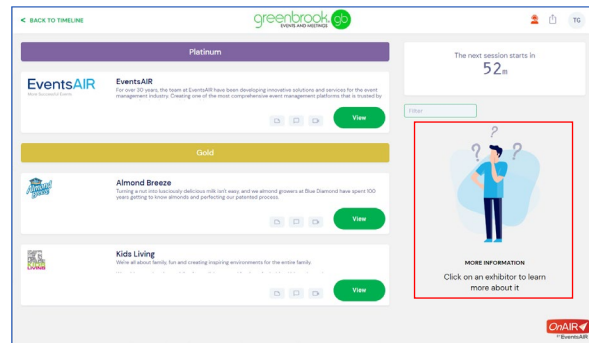 < BACK TO TIMELINE
greenbrook. gb
EVENTS AND MEETINGS
TG
Platinum
EventsAIR
EventsAIR
For over 30 years, the team at EventsAIR have been developing innovative solutions and services for the event
management industry. Creating one of the most comprehensive event management platforms that is trusted by
View
Gold
Almond Breeze
Almond Breeze
Turning a nut into lusciously delicious milk isn't easy, and we almond growers at Blue Diamond have spent 100
years getting to know almonds and perfecting our patented process.
View
KIDS LIVING
Kids Living
We're all about family, fun and creating inspiring environments for the entire family.
View
The next session starts in
52m
Filter
? ? ?
MORE INFORMATION
Click on an exhibitor to learn
more about it
OnAIR
BY EventsAIR